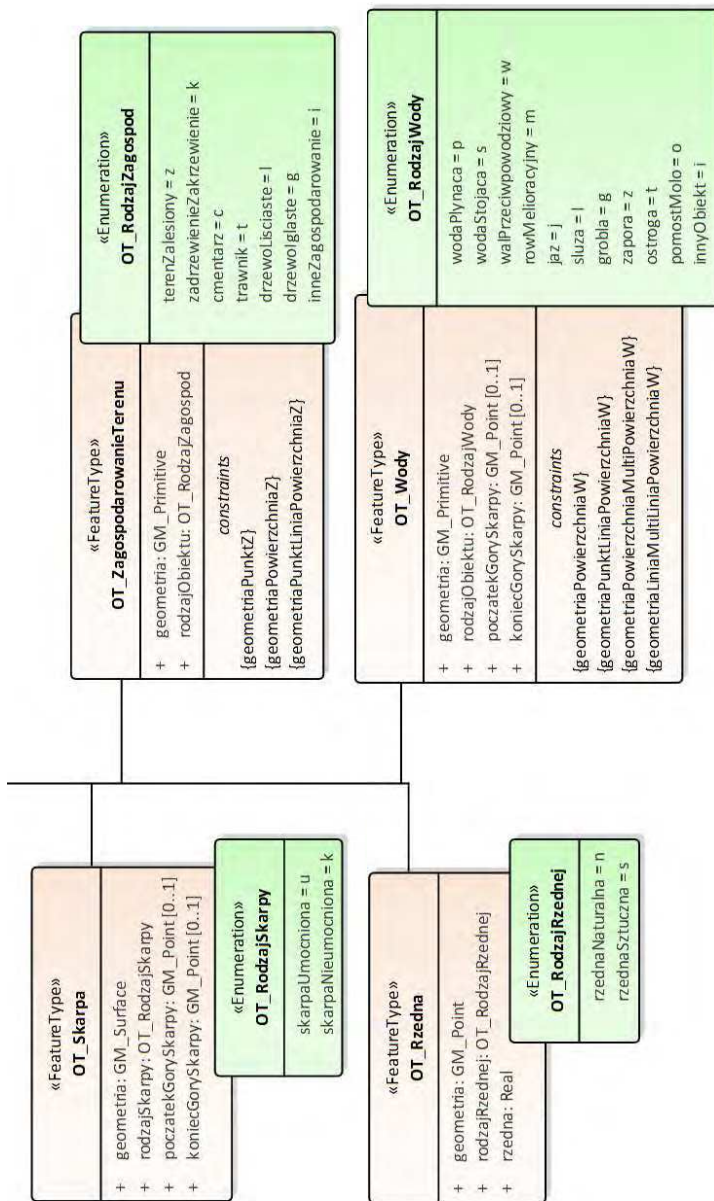 «FeatureType»
OT_Skarpa
+ geometria: GM_Surface
+ rodzajSkarpy: OT_RodzajSkarpy
+ poczatekGorySkarpy: GM_Point [0..1]
+ koniecGorySkarpy: GM_Point [0..1]
«Enumeration»
OT_RodzajSkarpy
skarpaUmocniona = u
skarpaNieumocniona = k
«FeatureType»
OT_Rzedna
+ geometria: GM_Point
+ rodzajRzednej: OT_RodzajRzednej
+ rzedna: Real
«Enumeration»
OT_RodzajRzednej
rzednaNaturalna = n
rzednaSztuczna = s
«FeatureType»
OT_ZagospodarowanieTerenu
+ geometria: GM_Primitive
+ rodzajObiektu: OT_RodzajZagospod
constraints
{geometriaPunktZ}
{geometriaPowierzchniaZ}
{geometriaPunktLiniaPowierzchniaZ}
«Enumeration»
OT_RodzajZagospod
terenZalesiony = z
zadrzewienieZakrzewienie = k
cmentarz = c
trawnik = t
drzewoLisciaste = l
drzewoIglaste = g
inneZagospodarowanie = i
«FeatureType»
OT_Wody
+ geometria: GM_Primitive
+ rodzajObiektu: OT_RodzajWody
+ poczatekGorySkarpy: GM_Point [0..1]
+ koniecGorySkarpy: GM_Point [0..1]
constraints
{geometriaPowierzchniaW}
{geometriaPunktLiniaPowierzchniaW}
{geometriaPowierzchniaMultiPowierzchniaW}
{geometriaLiniaMultiLiniaPowierzchniaW}
«Enumeration»
OT_RodzajWody
wodaPlynaca = p
wodaStojaca = s
walPrzeciwpowodziowy = w
rowMelioracyjny = m
jaz = j
sluza = l
grobla = g
zapora = z
ostroga = t
pomostMolo = o
innyObiekt = i